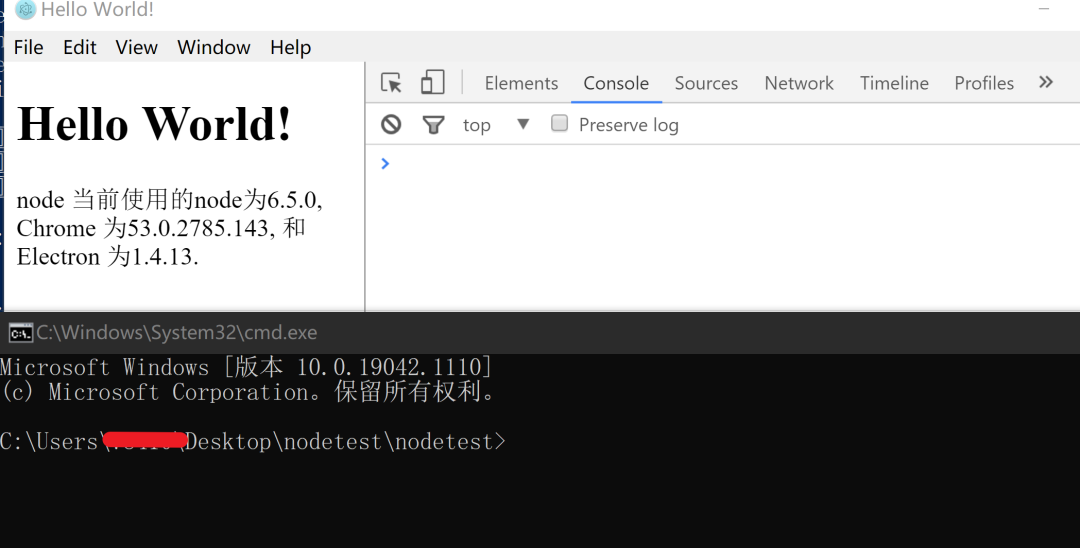 Hello World!
File Edit View Window Help
Elements Console Sources Network Timeline Profiles »
top Preserve log
Hello World!
node 当前使用的node为6.5.0,
Chrome 为53.0.2785.143, 和
Electron 为1.4.13.
C:\Windows\System32\cmd.exe
Microsoft Windows [版本 10.0.19042.1110]
(c) Microsoft Corporation。保留所有权利。
C:\Users\ \Desktop\nodetest\nodetest>